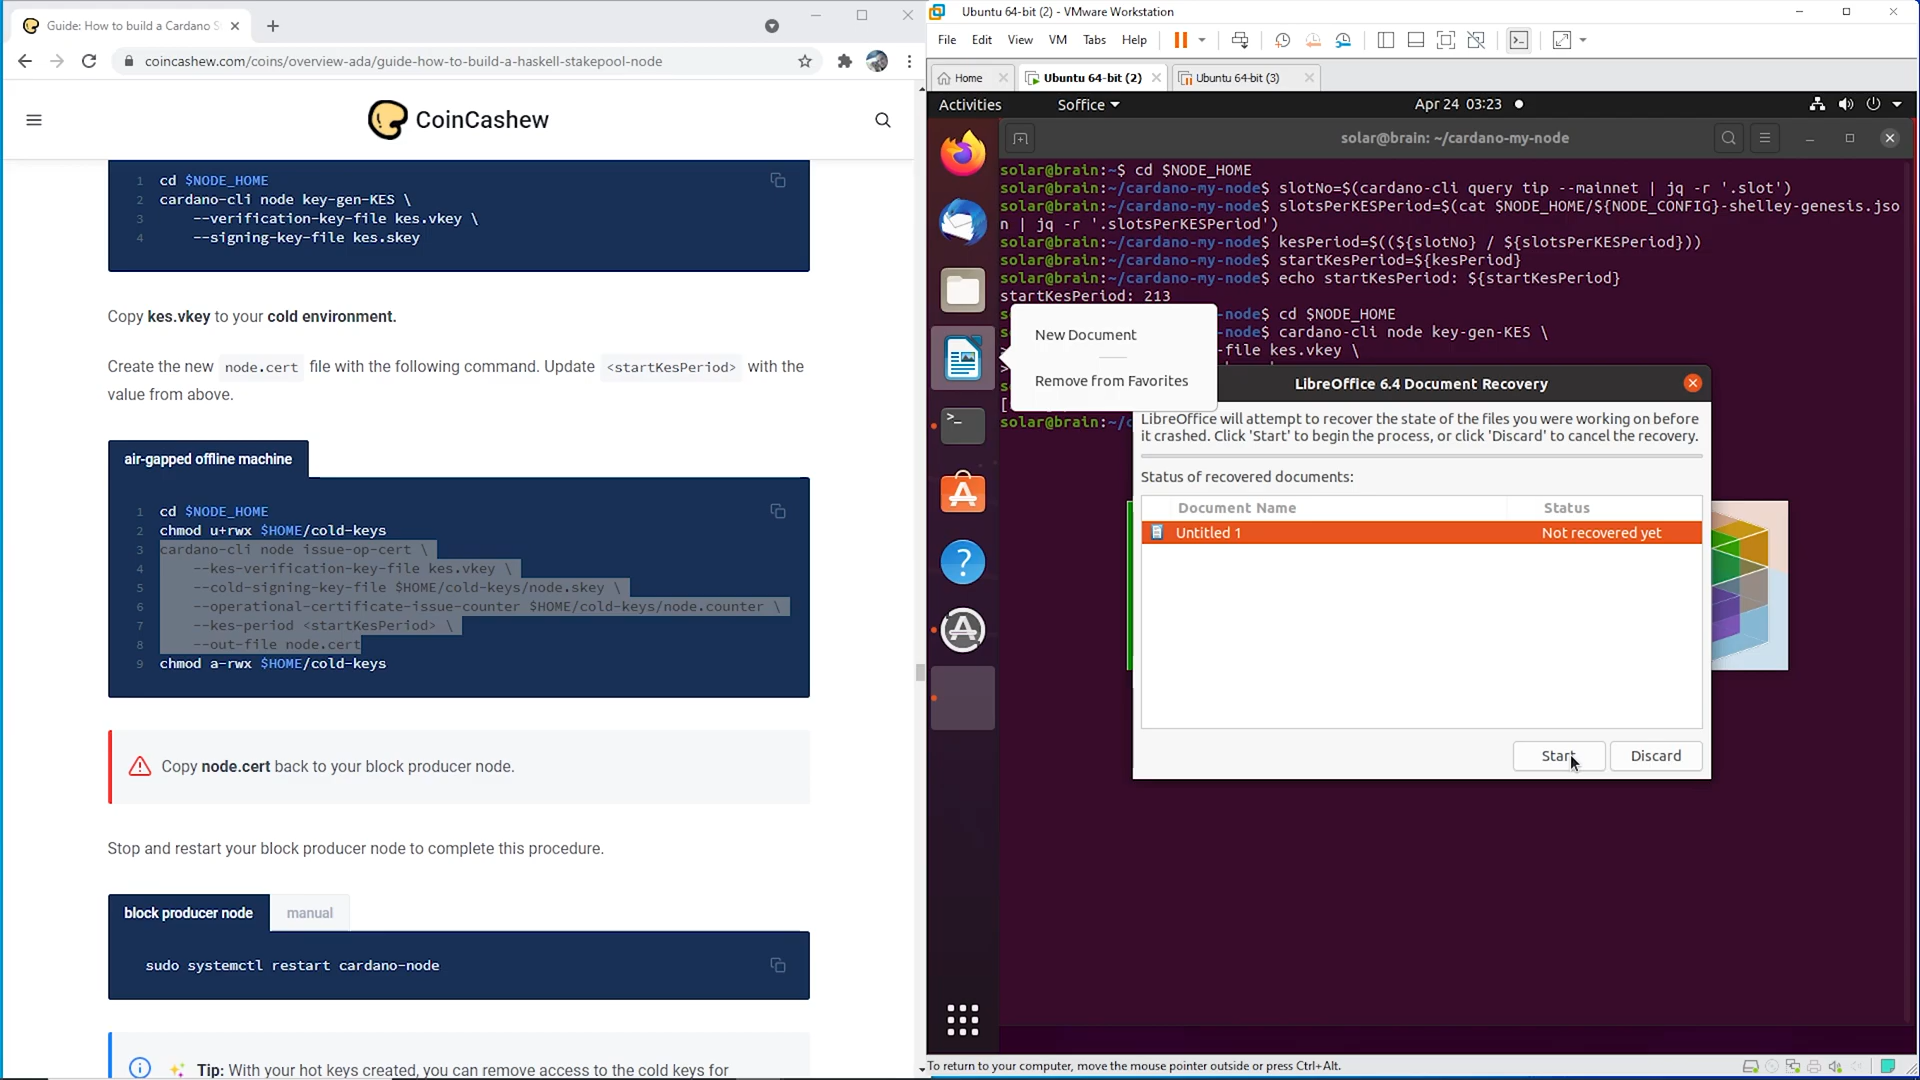 Guide: How to build a Cardano S
coincashew.com/coins/overview-ada/guide-how-to-build-a-haskell-stakepool-node
CoinCashew
1 cd $NODE_HOME
2 cardano-cli node key-gen-KES \
3 --verification-key-file kes.vkey \
4 --signing-key-file kes.skey
Copy kes.vkey to your cold environment.
Create the new node.cert file with the following command. Update <startKesPeriod> with the
value from above.
air-gapped offline machine
1 cd $NODE_HOME
2 chmod u+rwx $HOME/cold-keys
3 cardano-cli node issue-op-cert \
4 --kes-verification-key-file kes.vkey \
5 --cold-signing-key-file $HOME/cold-keys/node.skey \
6 --operational-certificate-issue-counter $HOME/cold-keys/node.counter \
7 --kes-period <startKesPeriod> \
8 --out-file node.cert
9 chmod a-rwx $HOME/cold-keys
Copy node.cert back to your block producer node.
Stop and restart your block producer node to complete this procedure.
block producer node manual
sudo systemctl restart cardano-node
Tip: With your hot keys created, you can remove access to the cold keys for
Ubuntu 64-bit (2) - VMware Workstation
File Edit View VM Tabs Help
Home Ubuntu 64-bit (2) Ubuntu 64-bit (3)
Activities Soffice Apr 24 03:23
solar@brain: ~/cardano-my-node
solar@brain:~$ cd $NODE_HOME
solar@brain:~/cardano-my-node$ slotNo=$(cardano-cli query tip --mainnet | jq -r '.slot')
solar@brain:~/cardano-my-node$ slotsPerKESPeriod=$(cat $NODE_HOME/${NODE_CONFIG}-shelley-genesis.jso
n | jq -r '.slotsPerKESPeriod')
solar@brain:~/cardano-my-node$ kesPeriod=$((${slotNo} / ${slotsPerKESPeriod}))
solar@brain:~/cardano-my-node$ startKesPeriod=${kesPeriod}
solar@brain:~/cardano-my-node$ echo startKesPeriod: ${startKesPeriod}
startKesPeriod: 213
-node$ cd $NODE_HOME
-node$ cardano-cli node key-gen-KES \
-file kes.vkey \
solar@brain:~/c
New Document
Remove from Favorites
LibreOffice 6.4 Document Recovery
LibreOffice will attempt to recover the state of the files you were working on before
it crashed. Click 'Start' to begin the process, or click 'Discard' to cancel the recovery.
Status of recovered documents:
Document Name Status
Untitled 1 Not recovered yet
Start Discard
To return to your computer, move the mouse pointer outside or press Ctrl+Alt.